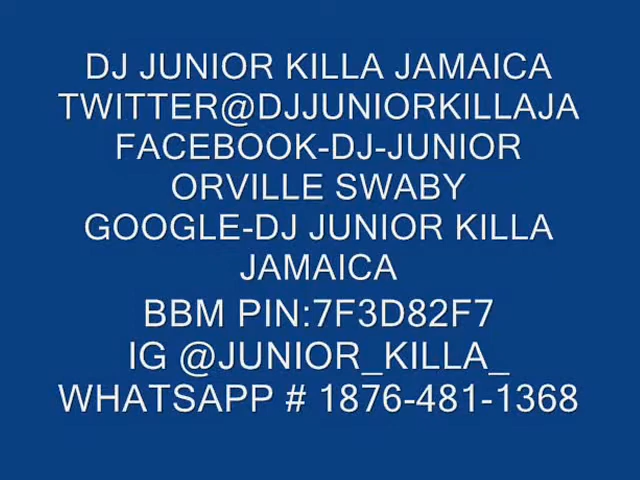 DJ JUNIOR KILLA JAMAICA
TWITTER@DJJUNIORKILLAJA
FACEBOOK-DJ-JUNIOR
ORVILLE SWABY
GOOGLE-DJ JUNIOR KILLA
JAMAICA
BBM PIN:7F3D82F7
IG @JUNIOR_KILLA_
WHATSAPP # 1876-481-1368